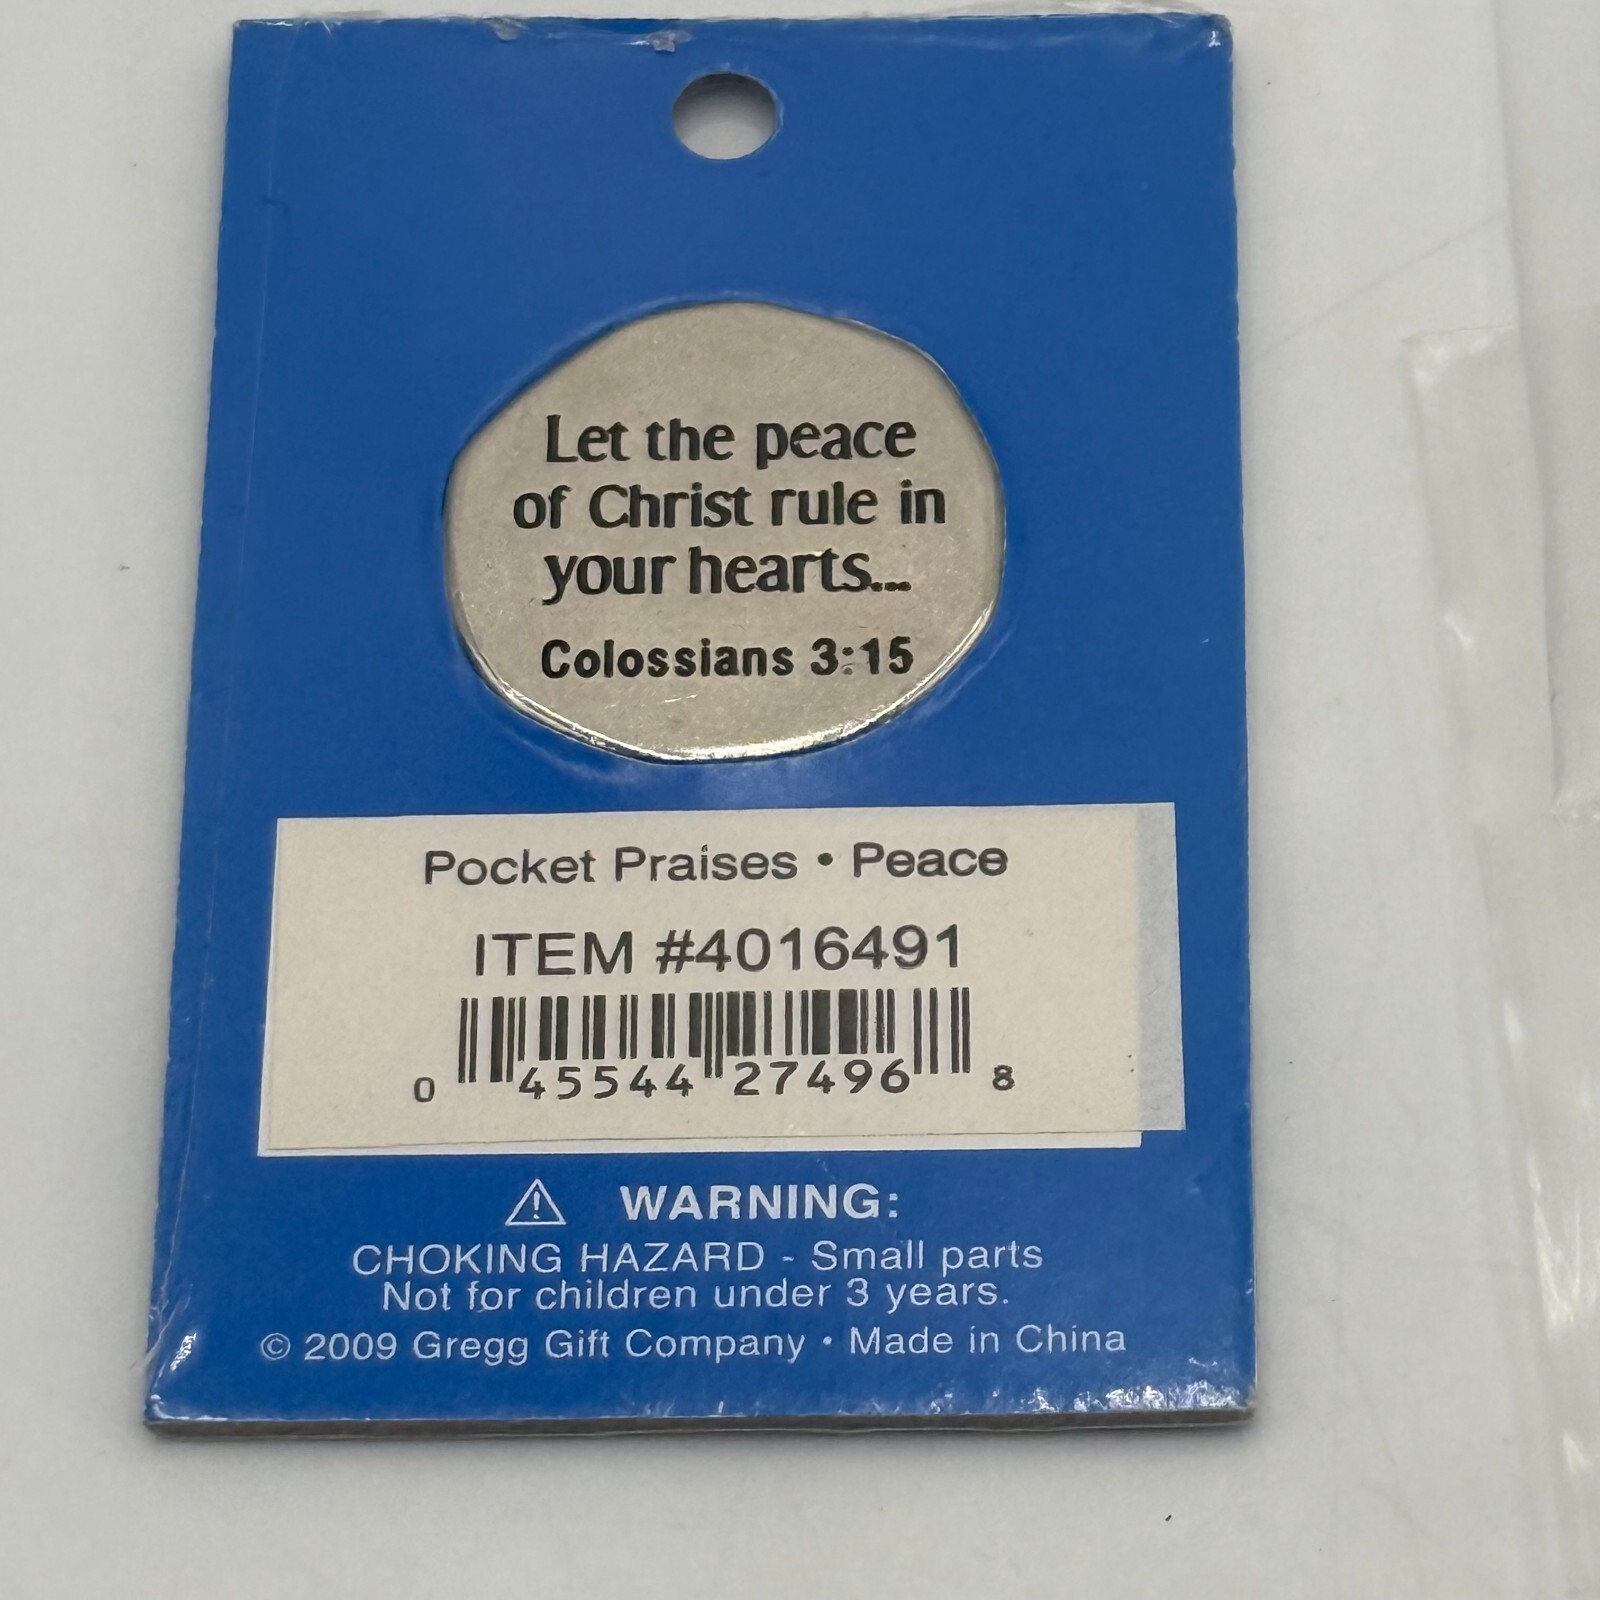 Let the peace
of Christ rule in
your hearts...
Colossians 3:15
Pocket Praises • Peace
ITEM #4016491
0 45544 27496 8
⚠ WARNING:
CHOKING HAZARD - Small parts
Not for children under 3 years.
© 2009 Gregg Gift Company • Made in China